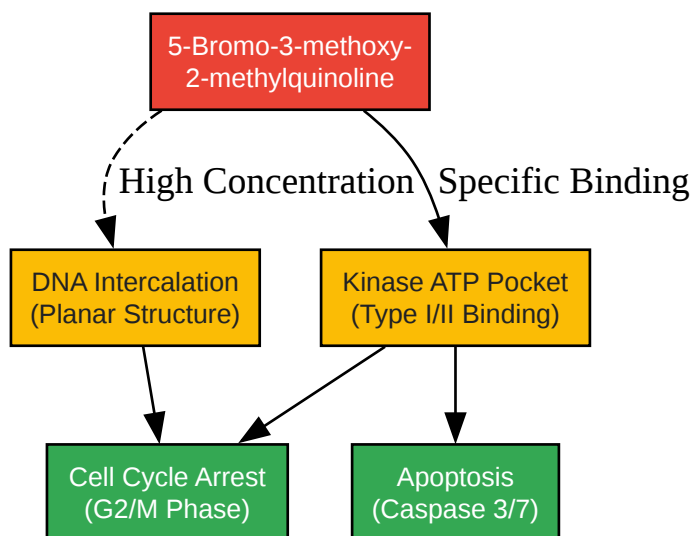 5-Bromo-3-methoxy-
2-methylquinoline
High Concentration
Specific Binding
DNA Intercalation
(Planar Structure)
Kinase ATP Pocket
(Type I/II Binding)
Cell Cycle Arrest
(G2/M Phase)
Apoptosis
(Caspase 3/7)